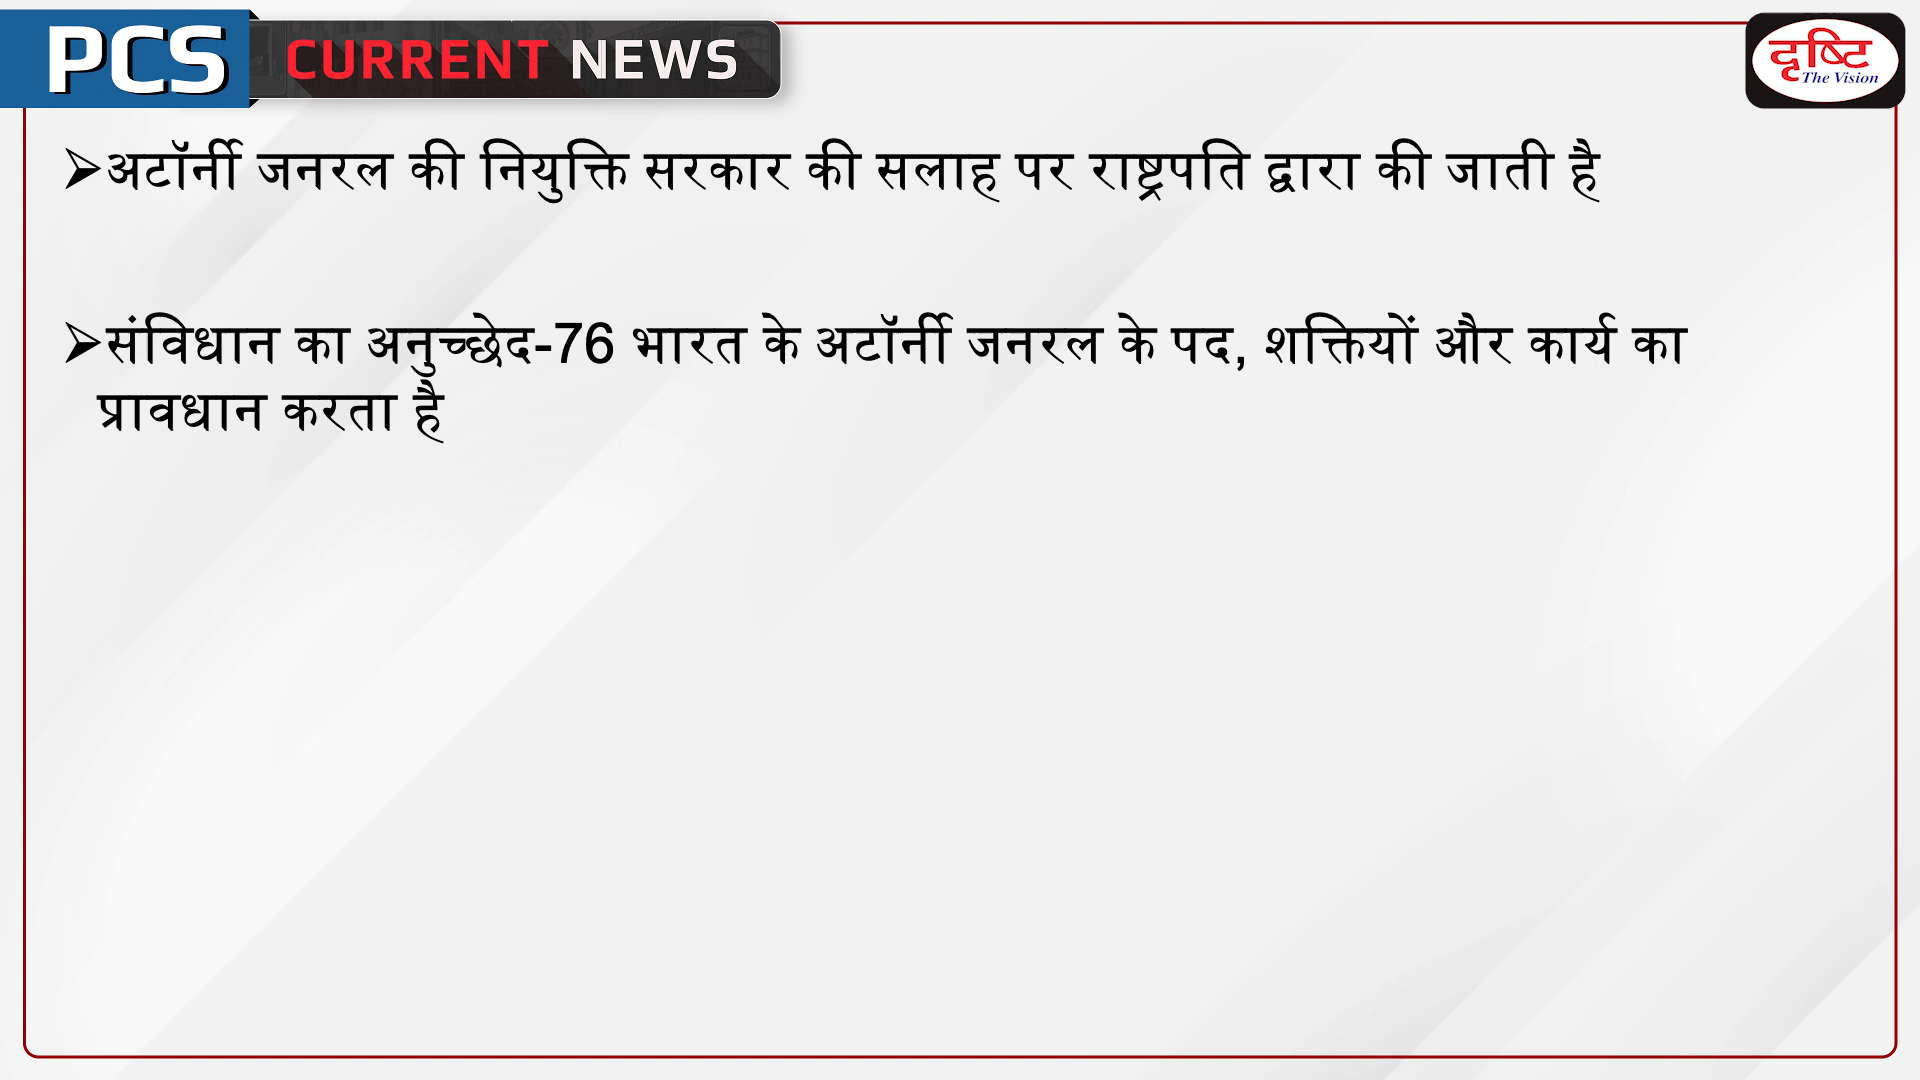 PCS CURRENT NEWS
दृष्टि
The Vision
➢अटॉर्नी जनरल की नियुक्ति सरकार की सलाह पर राष्ट्रपति द्वारा की जाती है
➢संविधान का अनुच्छेद-76 भारत के अटॉर्नी जनरल के पद, शक्तियों और कार्य का
प्रावधान करता है